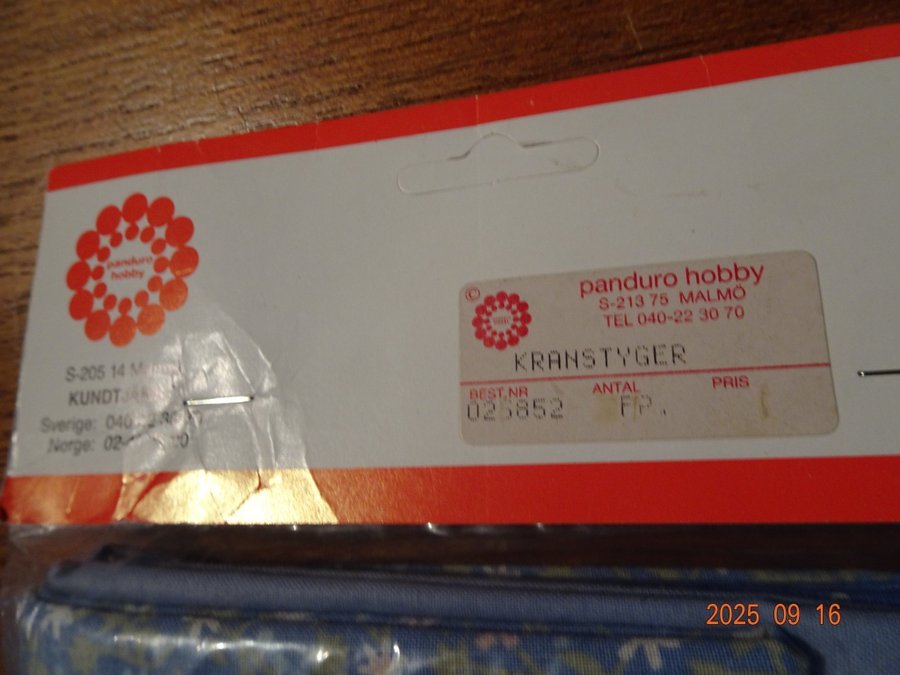 panduro
hobby
S-205 14
Sverige: 040
Norge: 02-
©
panduro hobby
S-213 75 MALMÖ
TEL 040-22 30 70
KRANSTYGER
BEST.NR ANTAL PRIS
025852 FP.
2025 09 16